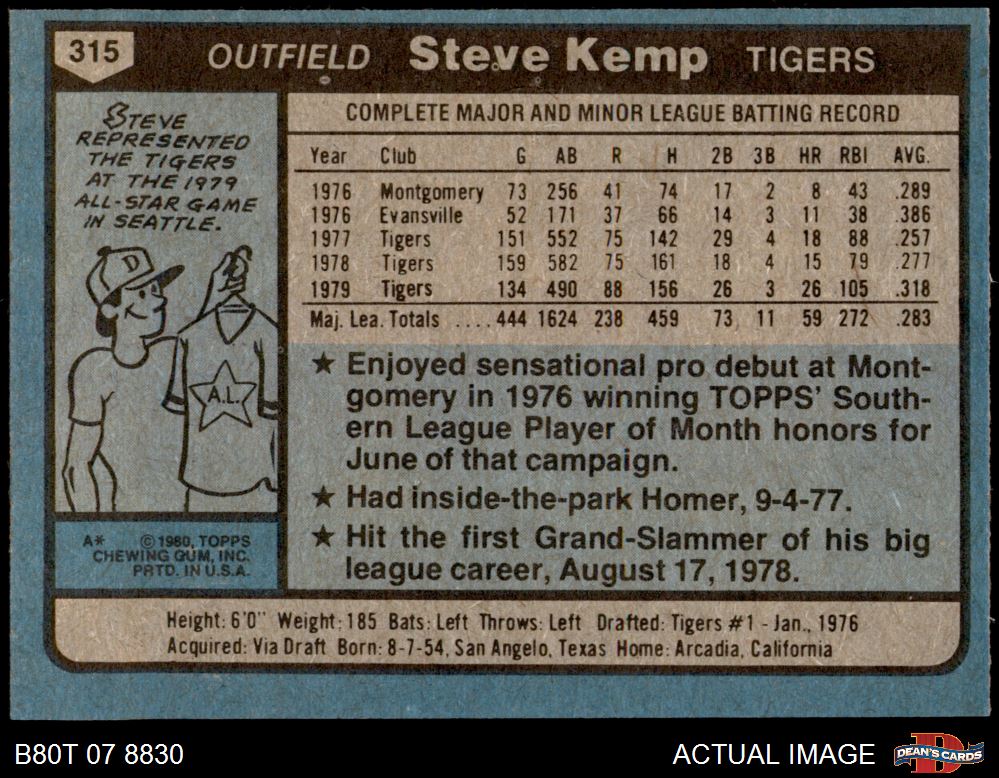 315 OUTFIELD Steve Kemp TIGERS
STEVE
REPRESENTED
THE TIGERS
AT THE 1979
ALL-STAR GAME
IN SEATTLE.
D
A.L.
A* © 1980, TOPPS
CHEWING GUM, INC.
PRTD. IN U.S.A.
COMPLETE MAJOR AND MINOR LEAGUE BATTING RECORD
Year Club G AB R H 2B 3B HR RBI AVG.
1976 Montgomery 73 256 41 74 17 2 8 43 .289
1976 Evansville 52 171 37 66 14 3 11 38 .386
1977 Tigers 151 552 75 142 29 4 18 88 .257
1978 Tigers 159 582 75 161 18 4 15 79 .277
1979 Tigers 134 490 88 156 26 3 26 105 .318
Maj. Lea. Totals .... 444 1624 238 459 73 11 59 272 .283
★ Enjoyed sensational pro debut at Mont-
gomery in 1976 winning TOPPS' South-
ern League Player of Month honors for
June of that campaign.
★ Had inside-the-park Homer, 9-4-77.
★ Hit the first Grand-Slammer of his big
league career, August 17, 1978.
Height: 6'0" Weight: 185 Bats: Left Throws: Left Drafted: Tigers #1 - Jan., 1976
Acquired: Via Draft Born: 8-7-54, San Angelo, Texas Home: Arcadia, California
B80T 07 8830 ACTUAL IMAGE D DEAN'S CARDS